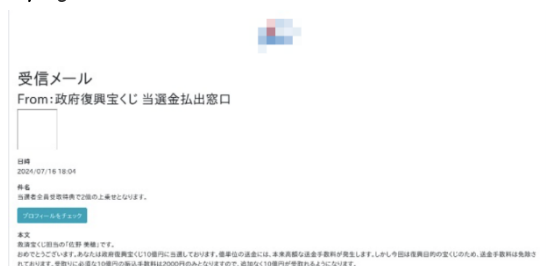 受信メール
From:政府復興宝くじ 当選金払出窓口
日時
2024/07/16 18:04
件名
当選者全員受取特典で2倍の上乗せとなります。
プロフィールをチェック
本文
救済宝くじ担当の「佐野 美穂」です。
おめでとうございます。あなたは政府復興宝くじ10億円に当選しております。億単位の送金には、本来高額な送金手数料が発生します。しかし今回は復興目的の宝くじのため、送金手数料は免除さ
れております。受取りに必須な10億円の振込手数料は2000円のみとなりますので、追加なく10億円が受取れるようになります。